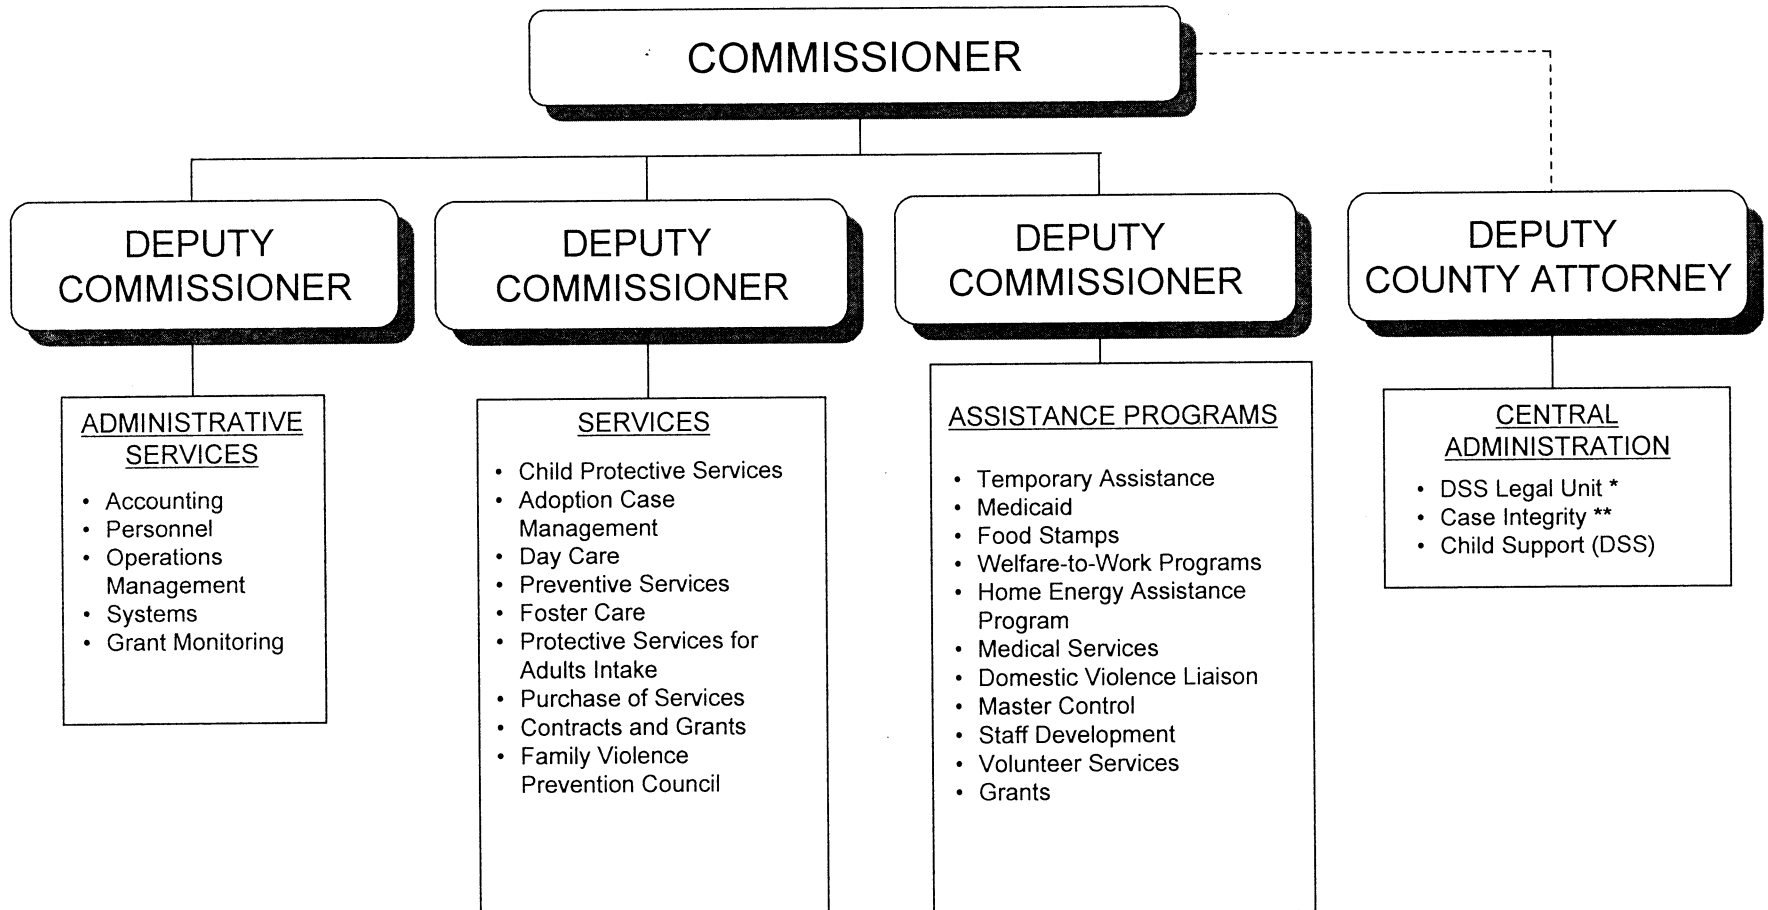 COMMISSIONER
DEPUTY
COMMISSIONER
DEPUTY
COMMISSIONER
DEPUTY
COMMISSIONER
DEPUTY
COUNTY ATTORNEY
ADMINISTRATIVE
SERVICES
• Accounting
• Personnel
• Operations
Management
• Systems
• Grant Monitoring
SERVICES
• Child Protective Services
• Adoption Case
Management
• Day Care
• Preventive Services
• Foster Care
• Protective Services for
Adults Intake
• Purchase of Services
• Contracts and Grants
• Family Violence
Prevention Council
ASSISTANCE PROGRAMS
• Temporary Assistance
• Medicaid
• Food Stamps
• Welfare-to-Work Programs
• Home Energy Assistance
Program
• Medical Services
• Domestic Violence Liaison
• Master Control
• Staff Development
• Volunteer Services
• Grants
CENTRAL
ADMINISTRATION
• DSS Legal Unit *
• Case Integrity **
• Child Support (DSS)